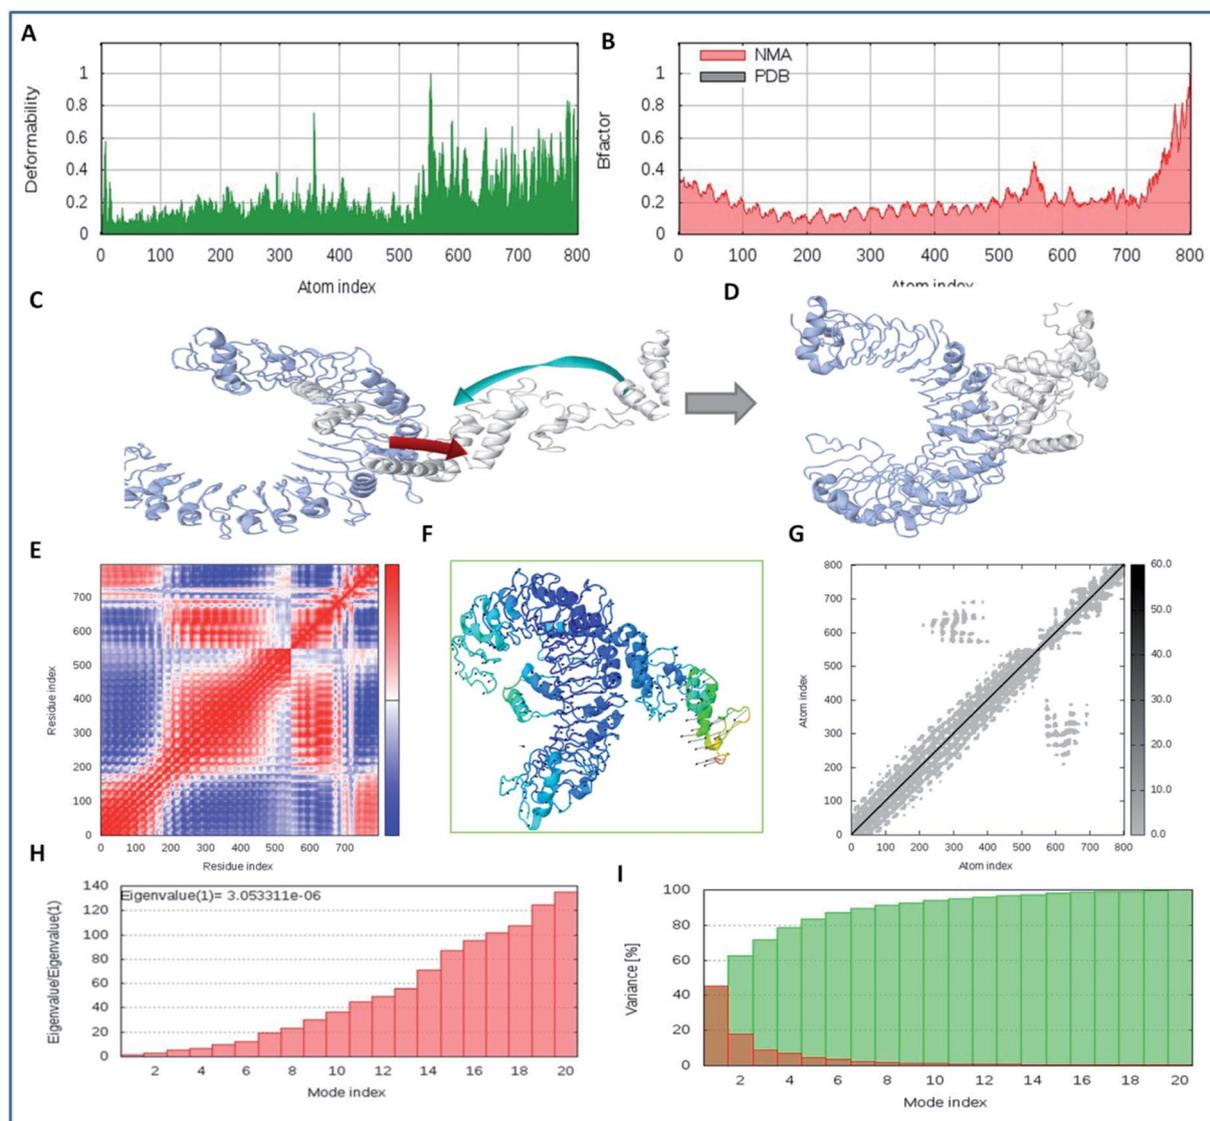 A
B
NMA
PDB
1
0.8
0.6
0.4
0.2
0
Deformability
0 100 200 300 400 500 600 700 800
Atom index
1
0.8
0.6
0.4
0.2
0
Bfactor
0 100 200 300 400 500 600 700 800
Atom index
C
D
E
F
G
700
600
500
400
300
200
100
0
Residue index
0 100 200 300 400 500 600 700
Residue index
800
700
600
500
400
300
200
100
0
Atom index
0 100 200 300 400 500 600 700 800
Atom index
60.0
50.0
40.0
30.0
20.0
10.0
0.0
H
Eigenvalue(1)= 3.053311e-06
140
120
100
80
60
40
20
0
Eigenvalue/Eigenvalue(1)
2 4 6 8 10 12 14 16 18 20
Mode index
I
100
80
60
40
20
0
Variance [%]
2 4 6 8 10 12 14 16 18 20
Mode index